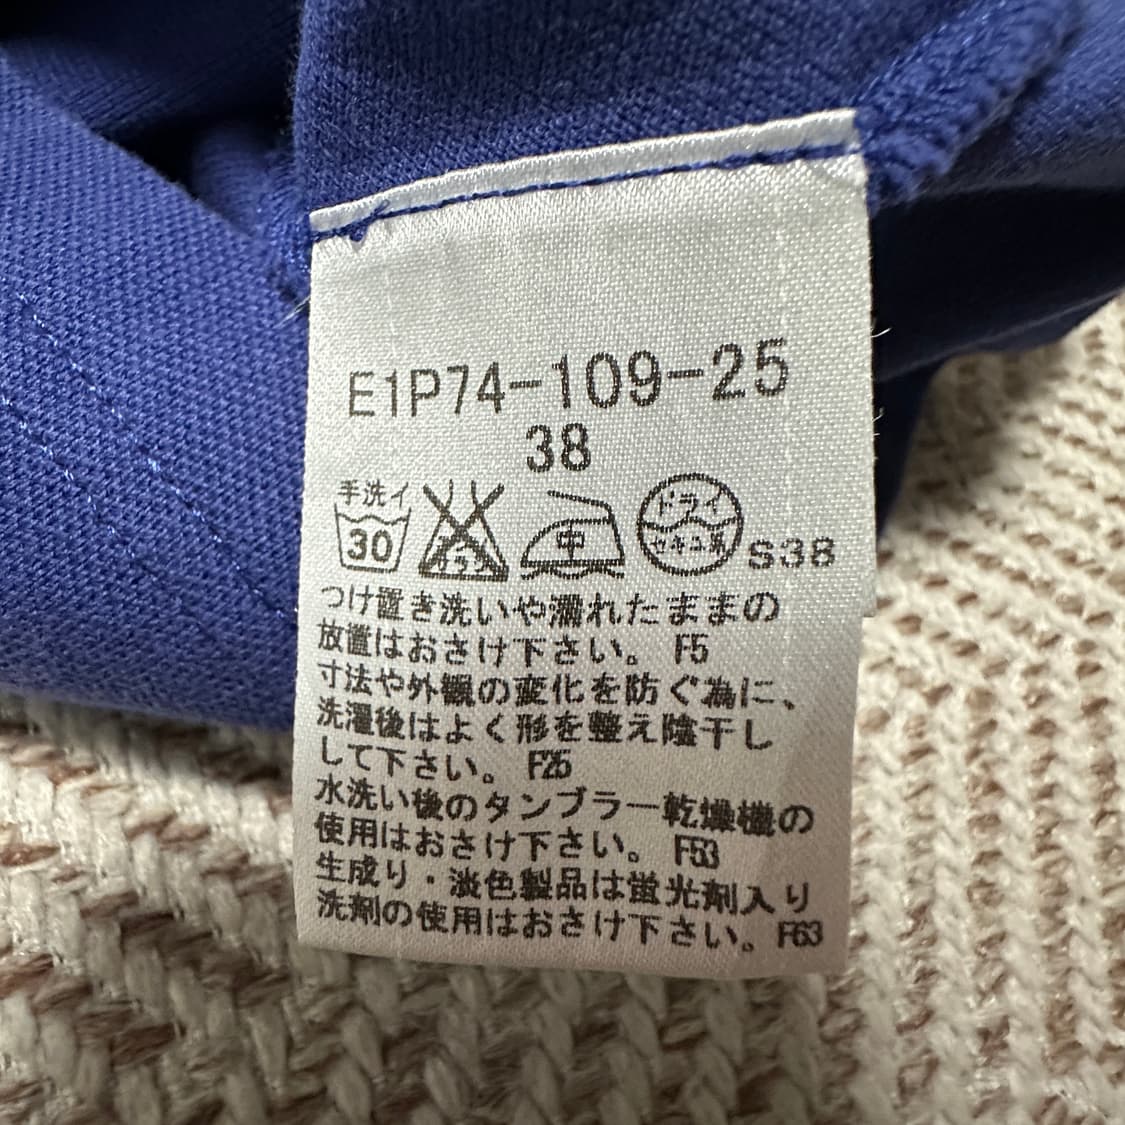 E1P74-109-25
38
手洗イ
30
中
ドライ
セキユ系
S38
つけ置き洗いや濡れたままの
放置はおさけ下さい。 F5
寸法や外観の変化を防ぐ為に、
洗濯後はよく形を整え陰干し
して下さい。 F25
水洗い後のタンブラー乾燥機の
使用はおさけ下さい。 F53
生成り・淡色製品は蛍光剤入り
洗剤の使用はおさけ下さい。F63